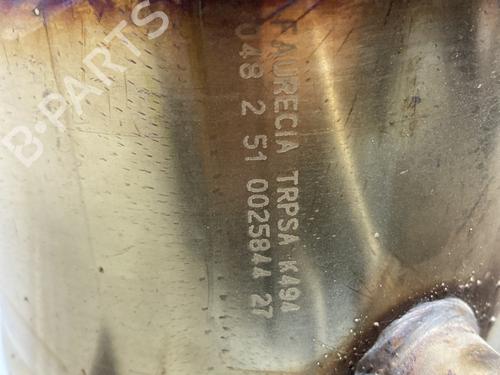 FAURECIA TRPSA K494
048 2 51 0025844 27
B-PARTS